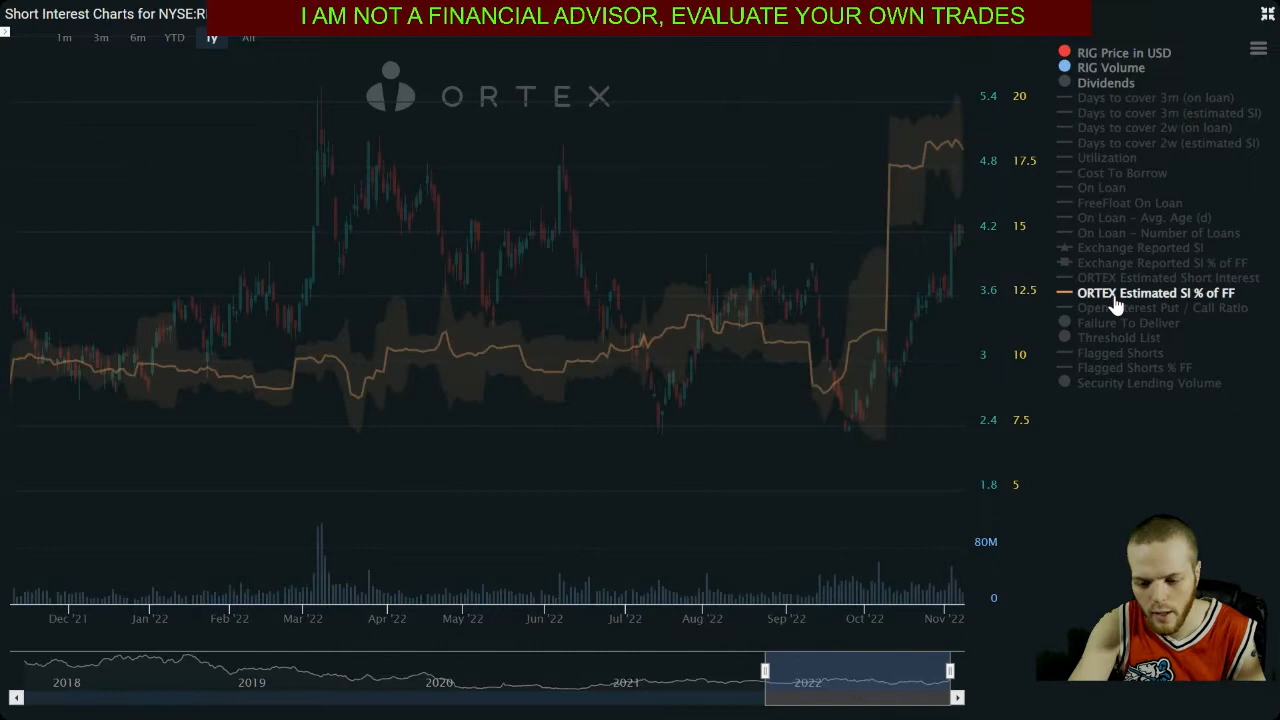 Short Interest Charts for NYSE:RI
I AM NOT A FINANCIAL ADVISOR, EVALUATE YOUR OWN TRADES
1m 3m 6m YTD 1y All
ORTEX
RIG Price in USD
RIG Volume
Dividends
Days to cover 3m (on loan)
Days to cover 3m (estimated SI)
Days to cover 2w (on loan)
Days to cover 2w (estimated SI)
Utilization
Cost To Borrow
On Loan
FreeFloat On Loan
On Loan - Avg. Age (d)
On Loan - Number of Loans
Exchange Reported SI
Exchange Reported SI % of FF
ORTEX Estimated Short Interest
ORTEX Estimated SI % of FF
Open Interest Put / Call Ratio
Failure To Deliver
Threshold List
Flagged Shorts
Flagged Shorts % FF
Security Lending Volume
5.4 20
4.8 17.5
4.2 15
3.6 12.5
3 10
2.4 7.5
1.8 5
80M
0
Dec '21 Jan '22 Feb '22 Mar '22 Apr '22 May '22 Jun '22 Jul '22 Aug '22 Sep '22 Oct '22 Nov '22
2018 2019 2020 2021 2022